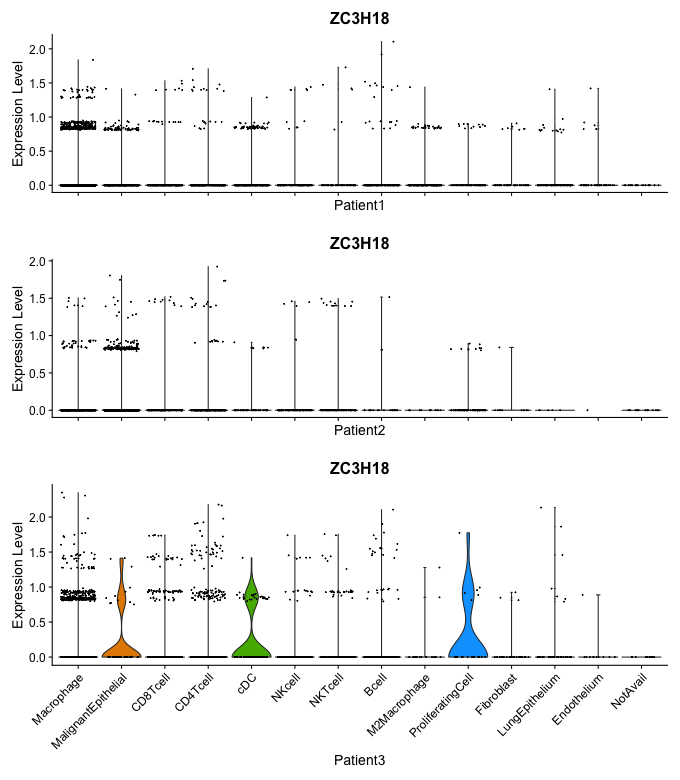 ZC3H18
Expression Level
2.0
1.5
1.0
0.5
0.0
Patient1
ZC3H18
Expression Level
2.0
1.5
1.0
0.5
0.0
Patient2
ZC3H18
Expression Level
2.0
1.5
1.0
0.5
0.0
Macrophage
MalignantEpithelial
CD8Tcell
CD4Tcell
cDC
NKcell
NKTcell
Bcell
M2Macrophage
ProliferatingCell
Fibroblast
LungEpithelium
Endothelium
NotAvail
Patient3